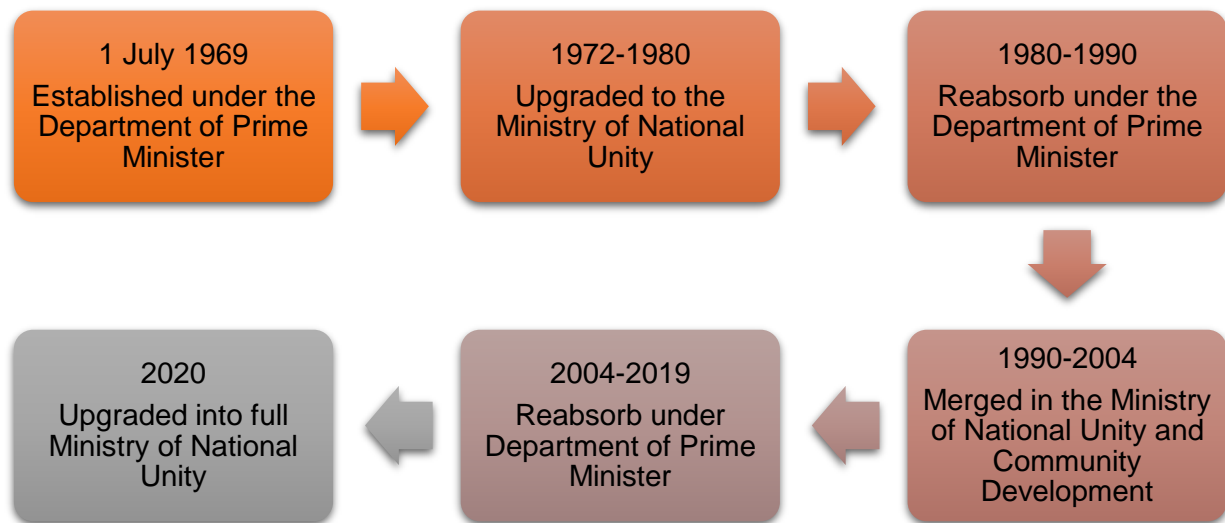 1 July 1969
Established under the
Department of Prime
Minister
1972-1980
Upgraded to the
Ministry of National
Unity
1980-1990
Reabsorb under the
Department of Prime
Minister
1990-2004
Merged in the Ministry
of National Unity and
Community
Development
2004-2019
Reabsorb under
Department of Prime
Minister
2020
Upgraded into full
Ministry of National
Unity